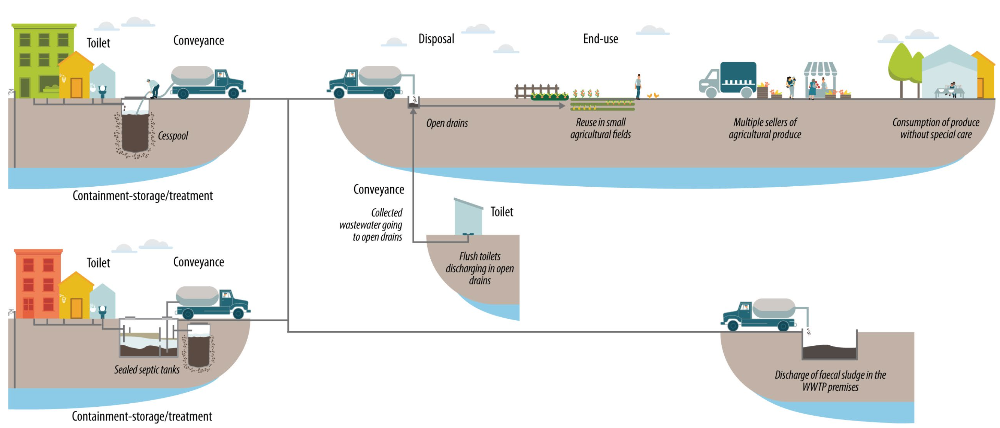 Toilet
Conveyance
Disposal
End-use
Cesspool
Open drains
Reuse in small
agricultural fields
Multiple sellers of
agricultural produce
Consumption of produce
without special care
Containment-storage/treatment
Conveyance
Collected
wastewater going
to open drains
Toilet
Flush toilets
discharging in open
drains
Toilet
Conveyance
Sealed septic tanks
Discharge of faecal sludge in the
WWTP premises
Containment-storage/treatment